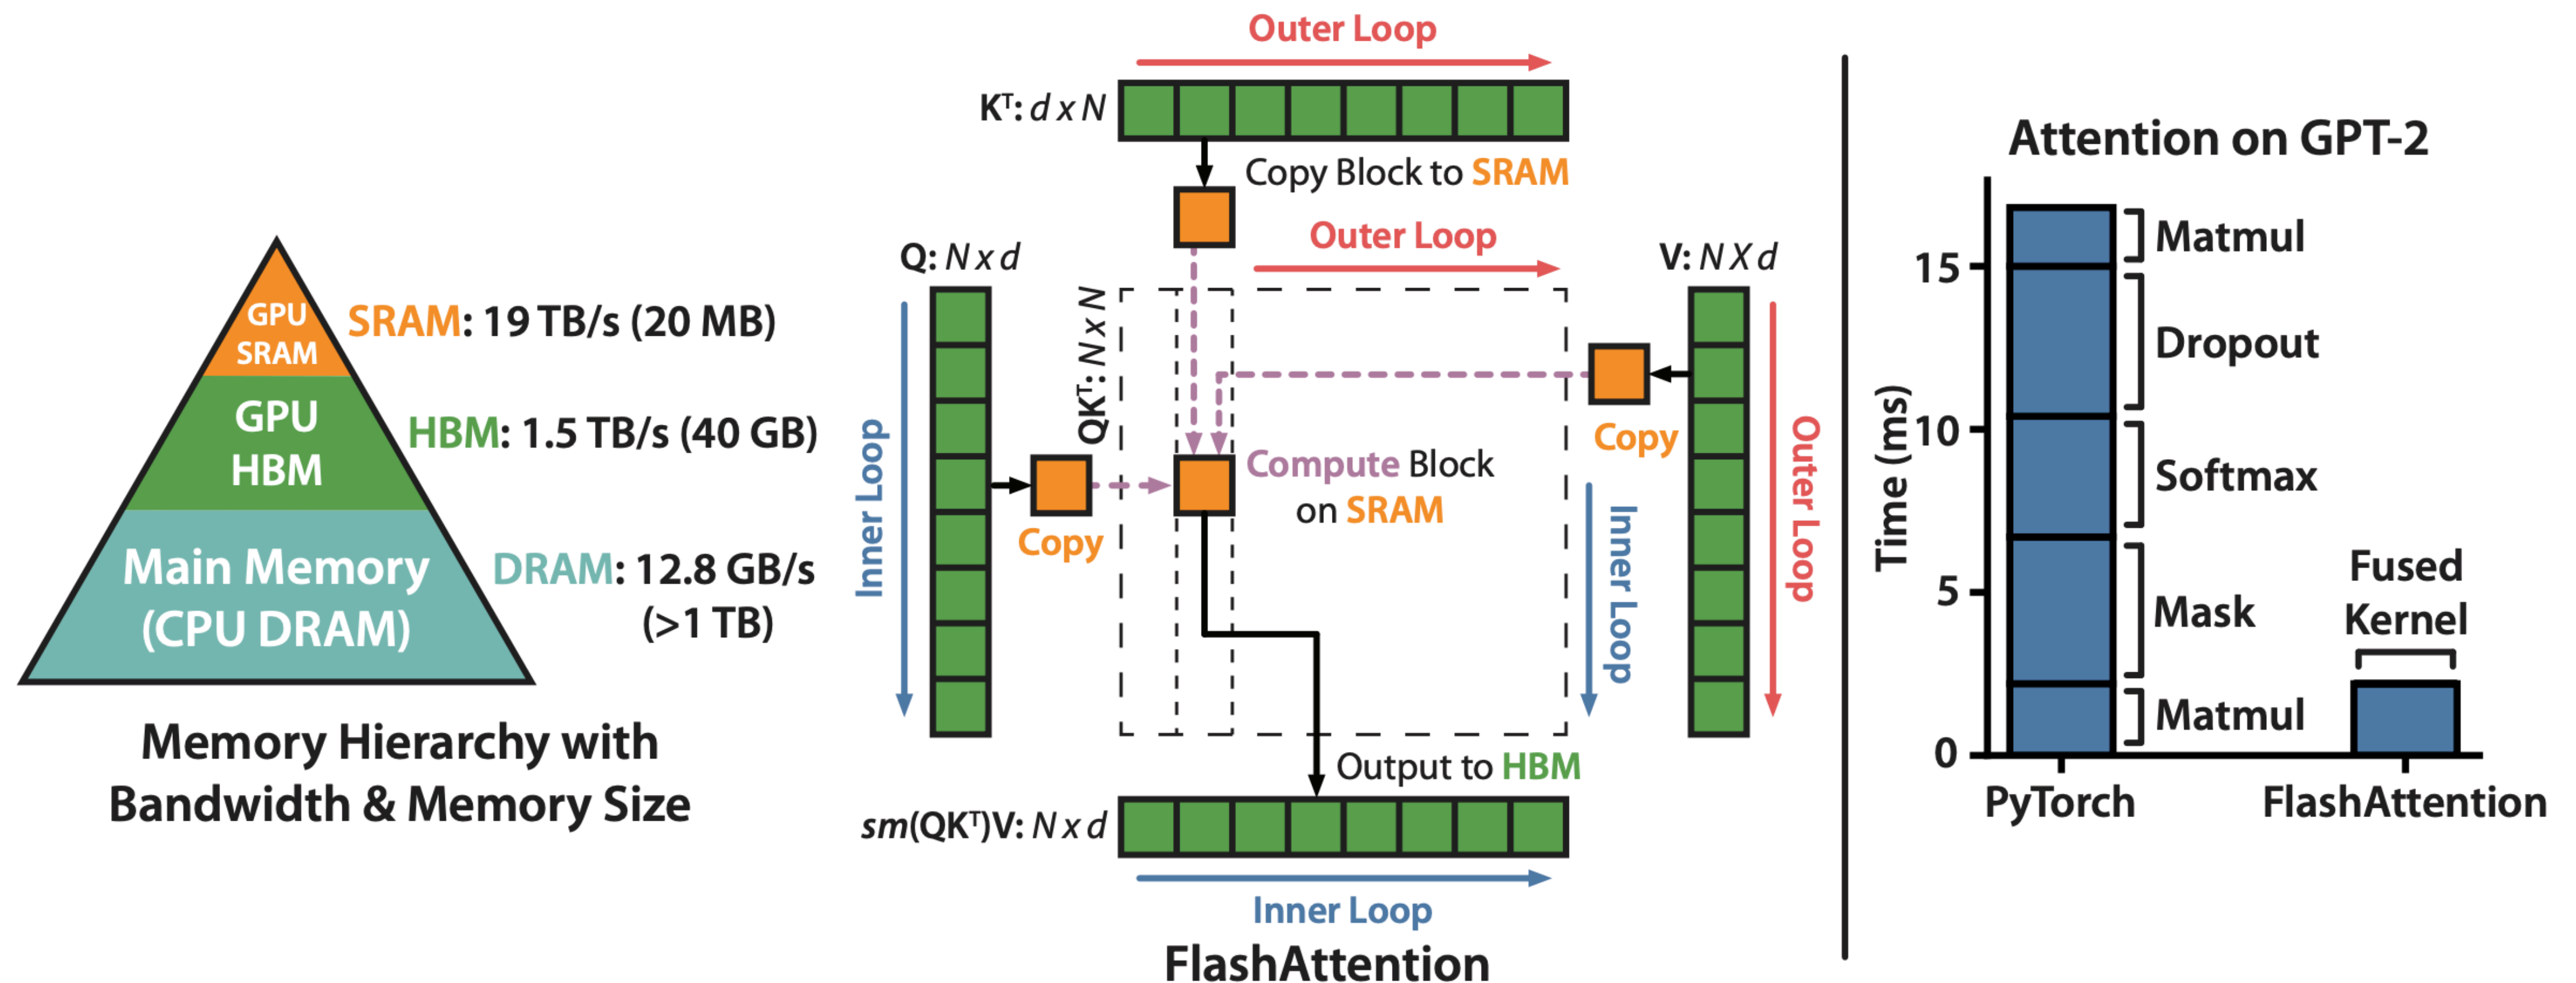 GPU
SRAM
SRAM: 19 TB/s (20 MB)
GPU
HBM
HBM: 1.5 TB/s (40 GB)
Main Memory
(CPU DRAM)
DRAM: 12.8 GB/s
(>1 TB)
Memory Hierarchy with
Bandwidth & Memory Size
Outer Loop
Kᵀ: d x N
Copy Block to SRAM
Outer Loop
Q: N x d
V: N X d
QKᵀ: N x N
Inner Loop
Copy
Compute Block
on SRAM
Copy
Inner Loop
Outer Loop
Output to HBM
sm(QKᵀ)V: N x d
Inner Loop
FlashAttention
Attention on GPT-2
Time (ms)
15
10
5
0
Matmul
Dropout
Softmax
Mask
Matmul
Fused
Kernel
PyTorch
FlashAttention